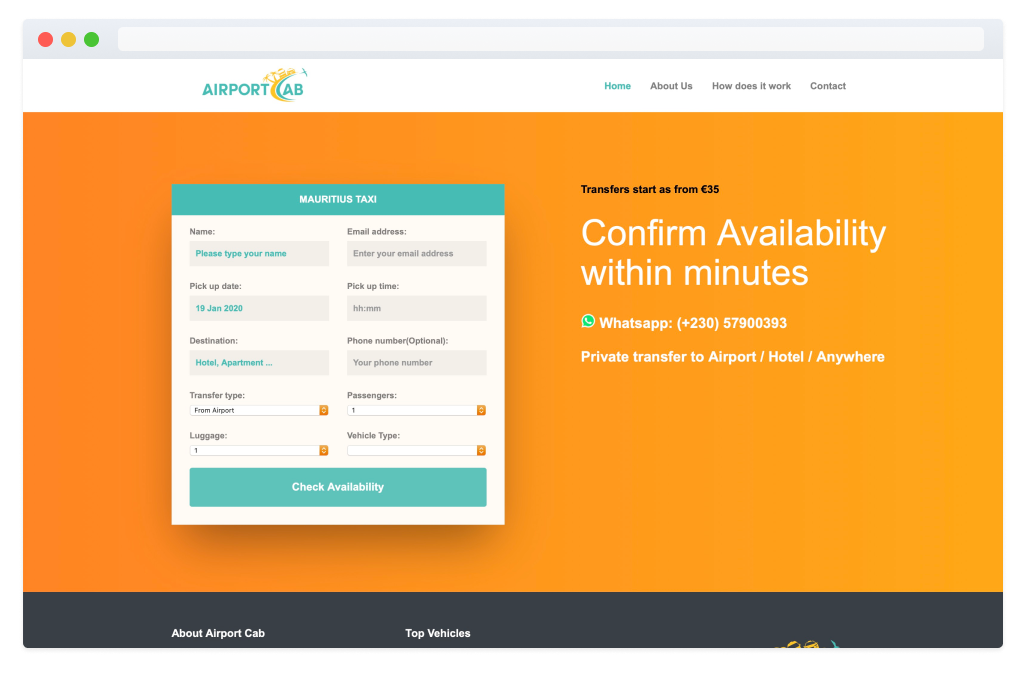 AIRPORT CAB
Home About Us How does it work Contact
MAURITIUS TAXI
Name: Email address:
Please type your name Enter your email address
Pick up date: Pick up time:
19 Jan 2020 hh:mm
Destination: Phone number(Optional):
Hotel, Apartment ... Your phone number
Transfer type: Passengers:
From Airport 1
Luggage: Vehicle Type:
1
Check Availability
Transfers start as from €35
Confirm Availability
within minutes
Whatsapp: (+230) 57900393
Private transfer to Airport / Hotel / Anywhere
About Airport Cab Top Vehicles